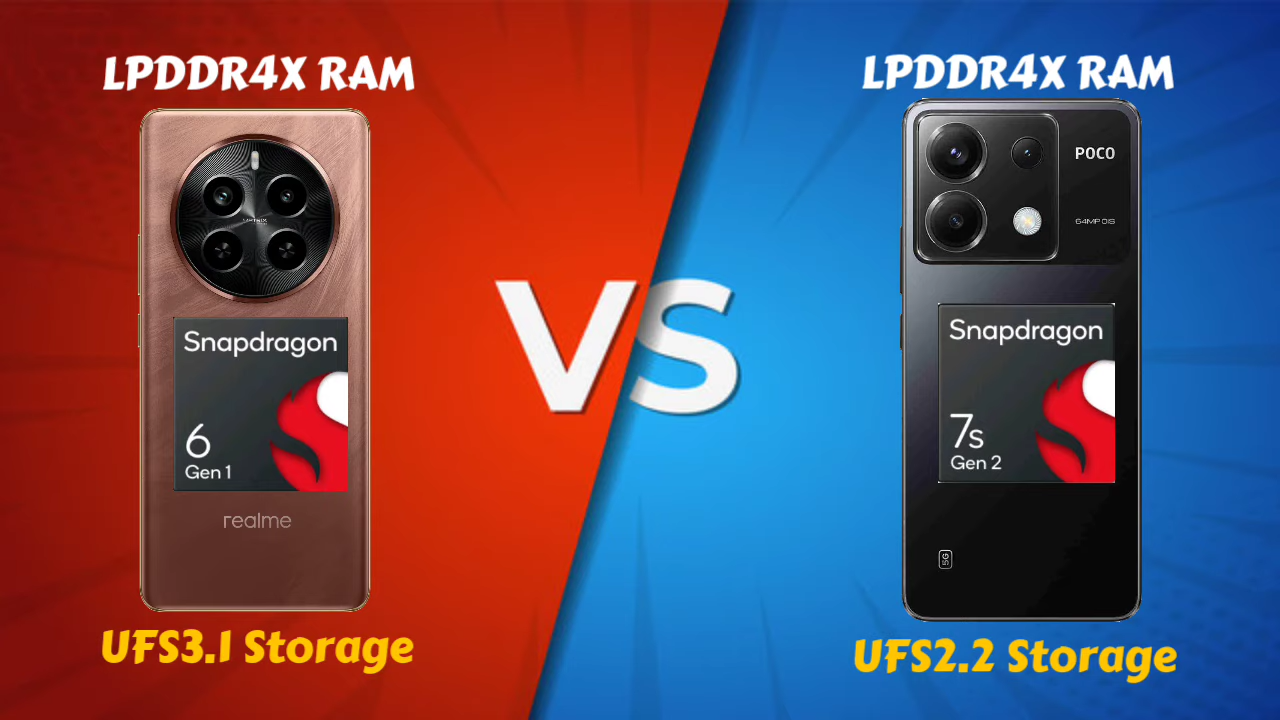 LPDDR4X RAM
Snapdragon
6
Gen 1
realme
UFS3.1 Storage
VS
LPDDR4X RAM
POCO
64MP OIS
Snapdragon
7s
Gen 2
5G
UFS2.2 Storage